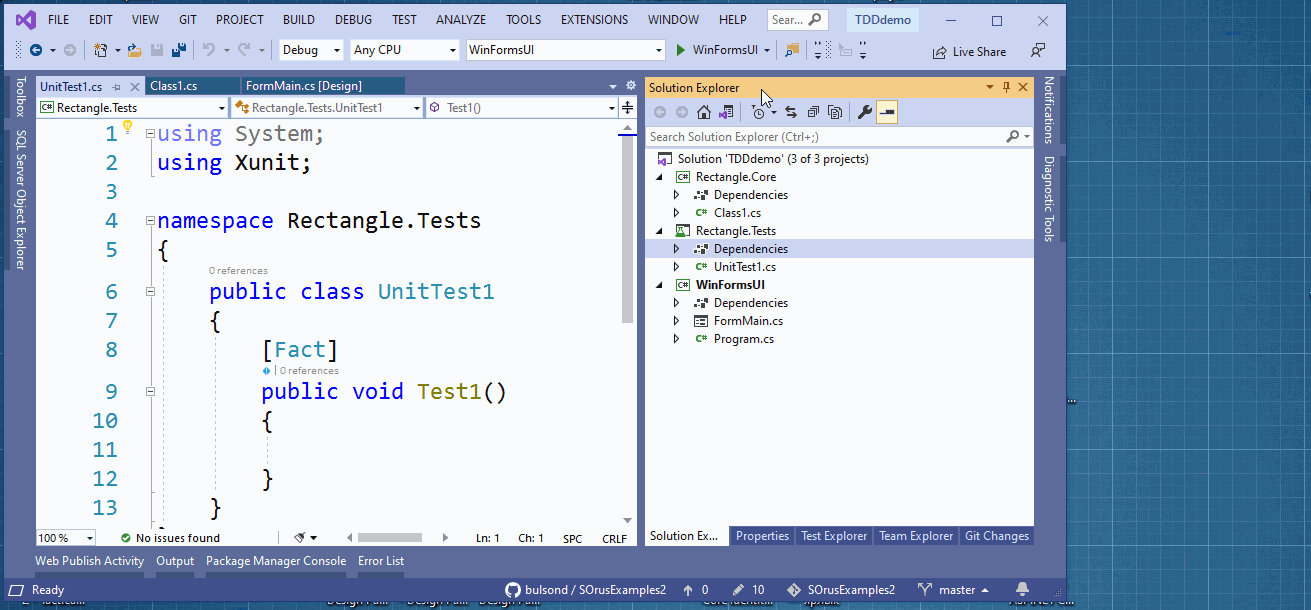 FILE EDIT VIEW GIT PROJECT BUILD DEBUG TEST ANALYZE TOOLS EXTENSIONS WINDOW HELP Sear... TDDdemo
Debug Any CPU WinFormsUI WinFormsUI Live Share
UnitTest1.cs Class1.cs FormMain.cs [Design]
Rectangle.Tests Rectangle.Tests.UnitTest1 Test1()
Toolbox
SQL Server Object Explorer
1 using System;
2 using Xunit;
3
4 namespace Rectangle.Tests
5 {
0 references
6 public class UnitTest1
7 {
8 [Fact]
| 0 references
9 public void Test1()
10 {
11
12 }
13 }
100 % No issues found Ln: 1 Ch: 1 SPC CRLF
Solution Explorer
Search Solution Explorer (Ctrl+;)
Solution 'TDDdemo' (3 of 3 projects)
C# Rectangle.Core
Dependencies
C# Class1.cs
Rectangle.Tests
Dependencies
C# UnitTest1.cs
C# WinFormsUI
Dependencies
FormMain.cs
C# Program.cs
Solution Ex... Properties Test Explorer Team Explorer Git Changes
Notifications
Diagnostic Tools
Web Publish Activity Output Package Manager Console Error List
Ready bulsond / SOrusExamples2 0 10 SOrusExamples2 master